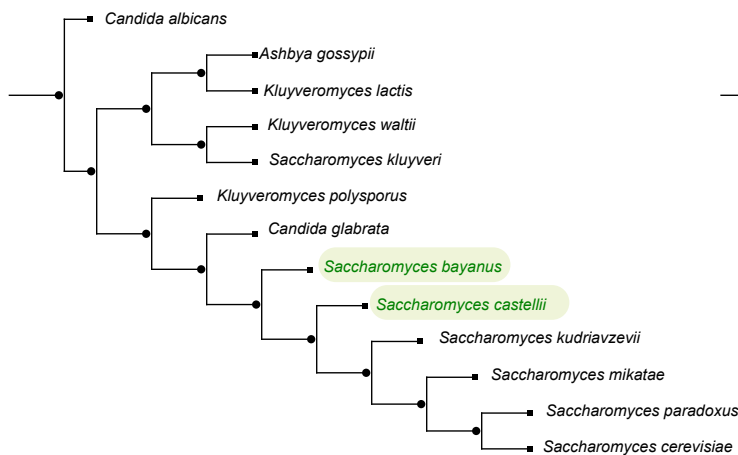 Candida albicans
Ashbya gossypii
Kluyveromyces lactis
Kluyveromyces waltii
Saccharomyces kluyveri
Kluyveromyces polysporus
Candida glabrata
Saccharomyces bayanus
Saccharomyces castellii
Saccharomyces kudriavzevii
Saccharomyces mikatae
Saccharomyces paradoxus
Saccharomyces cerevisiae